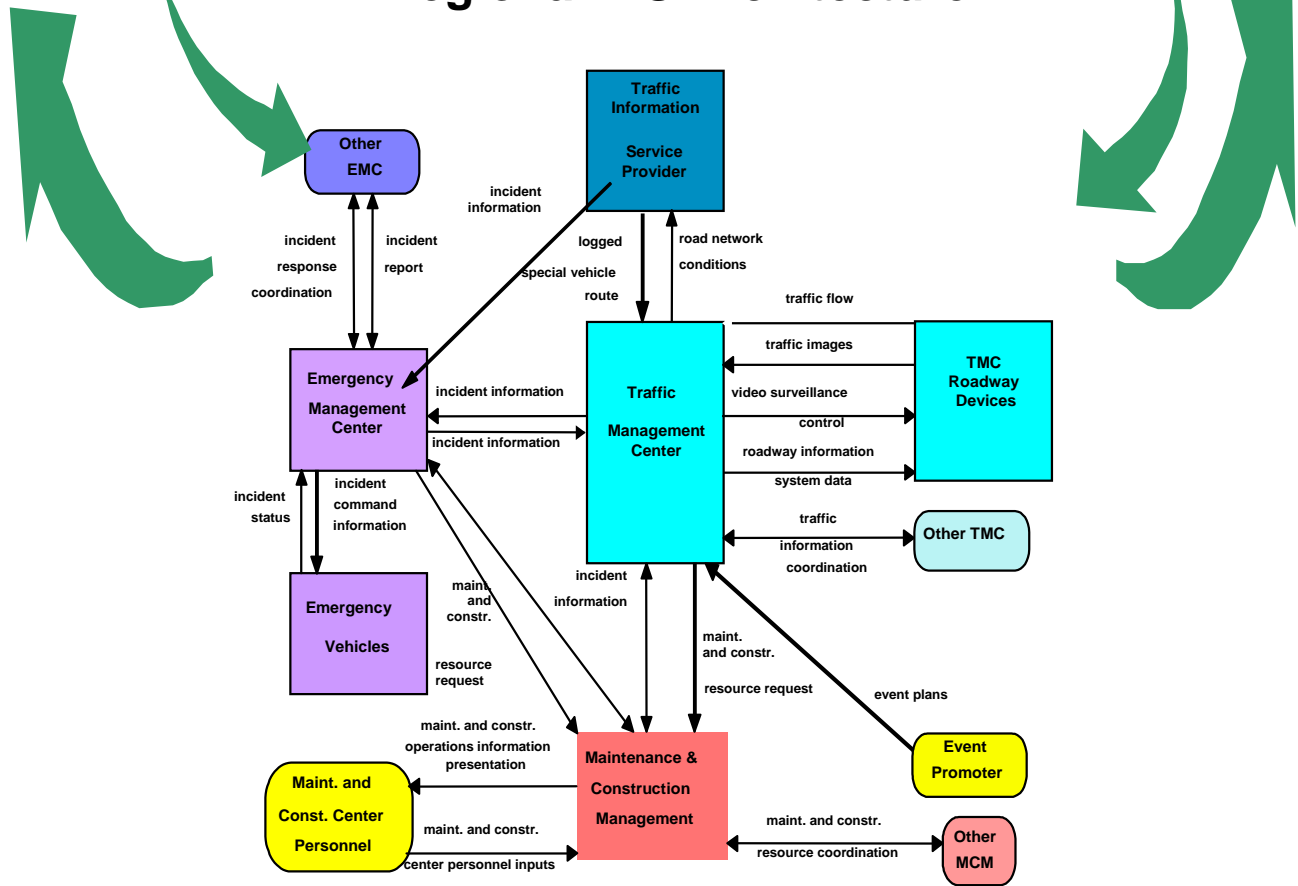 Traffic
Information
Service
Provider
Other
EMC
incident
information
incident
response
coordination
incident
report
logged
special vehicle
route
road network
conditions
traffic flow
traffic images
video surveillance
control
roadway information
system data
TMC
Roadway
Devices
Emergency
Management
Center
incident information
incident information
Traffic
Management
Center
incident
status
incident
command
information
traffic
information
coordination
Other TMC
Emergency
Vehicles
maint.
and
constr.
resource
request
incident
information
maint.
and constr.
resource request
event plans
Event
Promoter
maint. and constr.
operations information
presentation
Maint. and
Const. Center
Personnel
maint. and constr.
center personnel inputs
Maintenance &
Construction
Management
maint. and constr.
resource coordination
Other
MCM